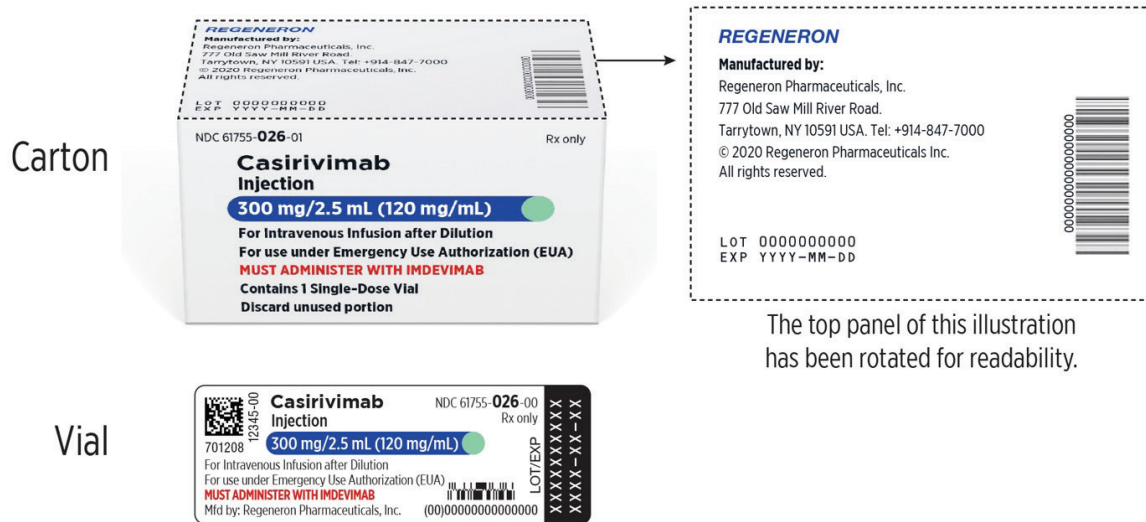 Carton
REGENERON
Manufactured by:
Regeneron Pharmaceuticals, Inc.
777 Old Saw Mill River Road.
Tarrytown, NY 10591 USA. Tel: +914-847-7000
© 2020 Regeneron Pharmaceuticals, Inc.
All rights reserved.
LOT 0000000000
EXP YYYY-MM-DD
NDC 61755-026-01
Rx only
Casirivimab
Injection
300 mg/2.5 mL (120 mg/mL)
For Intravenous Infusion after Dilution
For use under Emergency Use Authorization (EUA)
MUST ADMINISTER WITH IMDEVIMAB
Contains 1 Single-Dose Vial
Discard unused portion
REGENERON
Manufactured by:
Regeneron Pharmaceuticals, Inc.
777 Old Saw Mill River Road.
Tarrytown, NY 10591 USA. Tel: +914-847-7000
© 2020 Regeneron Pharmaceuticals Inc.
All rights reserved.
LOT 0000000000
EXP YYYY-MM-DD
The top panel of this illustration
has been rotated for readability.
Vial
701208
12345-00
Casirivimab
Injection
NDC 61755-026-00
Rx only
300 mg/2.5 mL (120 mg/mL)
For Intravenous Infusion after Dilution
For use under Emergency Use Authorization (EUA)
MUST ADMINISTER WITH IMDEVIMAB
Mfd by: Regeneron Pharmaceuticals, Inc.
(00)00000000000000
LOT/EXP
XXXX-XX-XX